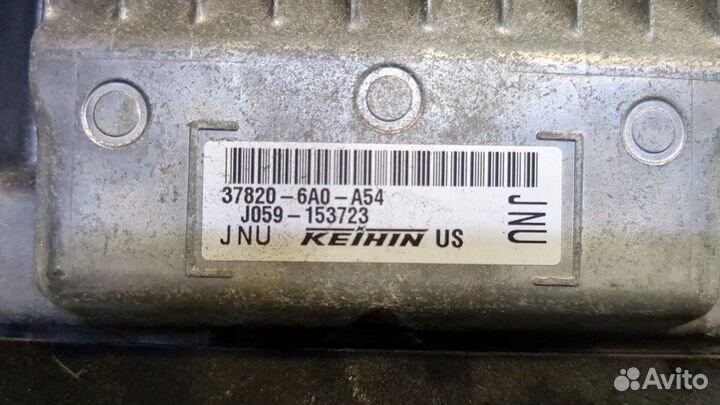 37820-6A0-A54
J059-153723
JNU KEIHIN US
JNU
Avito